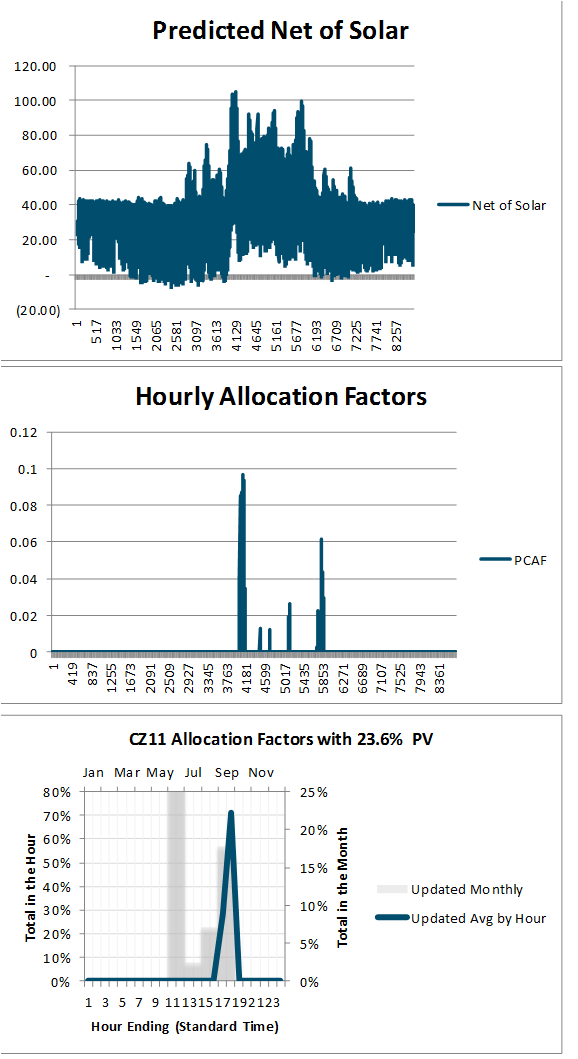 Predicted Net of Solar
120.00
100.00
80.00
60.00
40.00
20.00
-
(20.00)
Net of Solar
1 517 1033 1549 2065 2581 3097 3613 4129 4645 5161 5677 6193 6709 7225 7741 8257
Hourly Allocation Factors
0.12
0.1
0.08
0.06
0.04
0.02
0
PCAF
1 419 837 1255 1673 2091 2509 2927 3345 3763 4181 4599 5017 5435 5853 6271 6689 7107 7525 7943 8361
CZ11 Allocation Factors with 23.6% PV
Jan Mar May Jul Sep Nov
80% 25%
70%
60% 20%
50% 15%
40%
30% 10%
20% 5%
10%
0% 0%
Total in the Hour
Total in the Month
Updated Monthly
Updated Avg by Hour
1 3 5 7 9 11 13 15 17 19 21 23
Hour Ending (Standard Time)